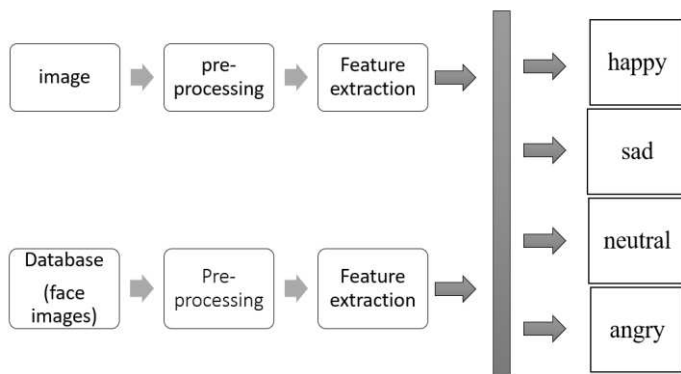 image
pre-
processing
Feature
extraction
happy
sad
Database
(face
images)
Pre-
processing
Feature
extraction
neutral
angry